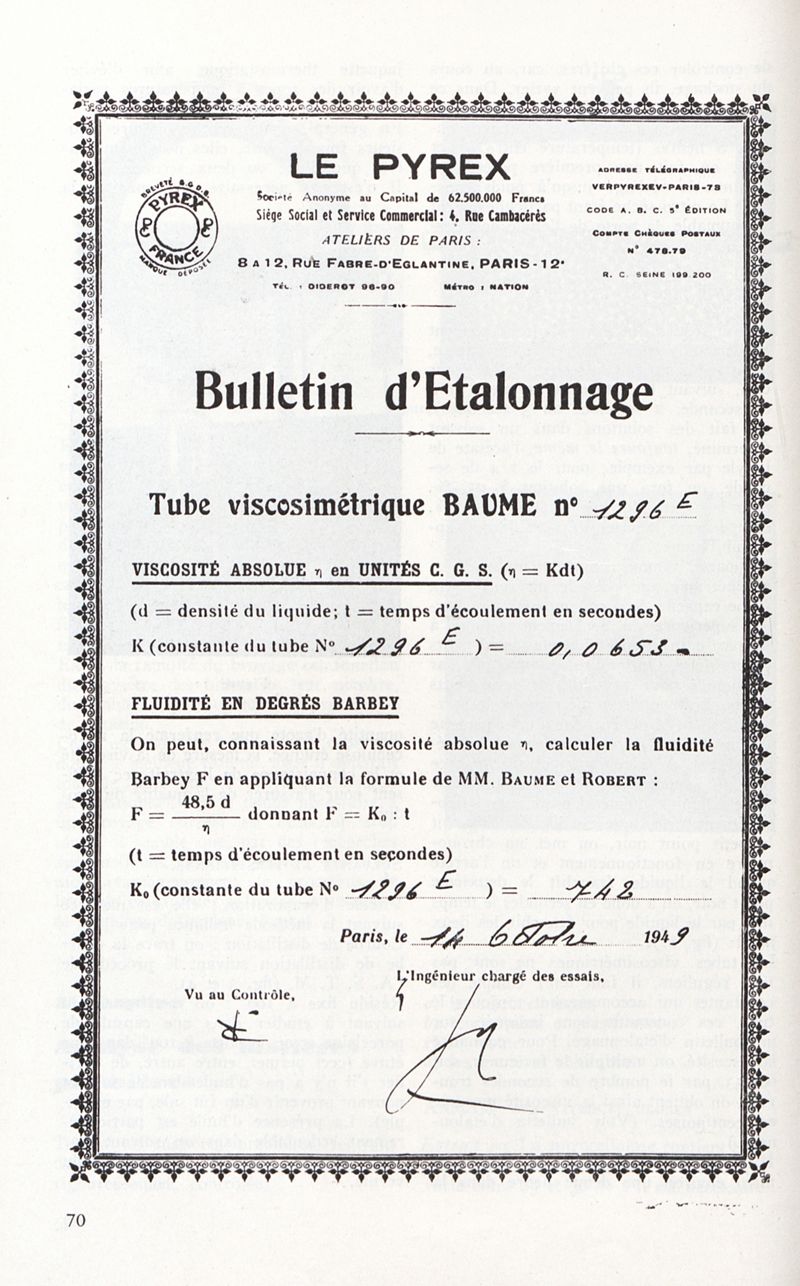 LE PYREX
Société Anonyme au Capital de 62.500.000 Francs
Siége Social et Service Commercial: 4, Rue Cambacérès
ATELIERS DE PARIS :
8 A 12, RUE FABRE-D'EGLANTINE, PARIS-12e
TÉL. : DIDEROT 96-90 MÉTRO : NATION
BREVETÉ S.G.D.G.
PYREX
FRANCE
MARQUE DÉPOSÉE
ADRESSE TÉLÉGRAPHIQUE
VERPYREXEV-PARIS-73
CODE A. B. C. 5e ÉDITION
COMPTE CHÈQUES POSTAUX
N° 478.79
R. C. SEINE 199.200
Bulletin d'Etalonnage
Tube viscosimétrique BAUME n° 1296 E
VISCOSITÉ ABSOLUE η en UNITÉS C. G. S. (η = Kdt)
(d = densité du liquide; t = temps d'écoulement en secondes)
K (constante du tube N° 1296 E ) = 0,0653
FLUIDITÉ EN DEGRÉS BARBEY
On peut, connaissant la viscosité absolue η, calculer la fluidité
Barbey F en appliquant la formule de MM. BAUME et ROBERT :
F = 48,5 d / η donnant F = K₀ : t
(t = temps d'écoulement en secondes)
K₀ (constante du tube N° 1296 E ) = 742
Paris, le 14 Octobre 1949
L'Ingénieur chargé des essais,
Vu au Contrôle,
70